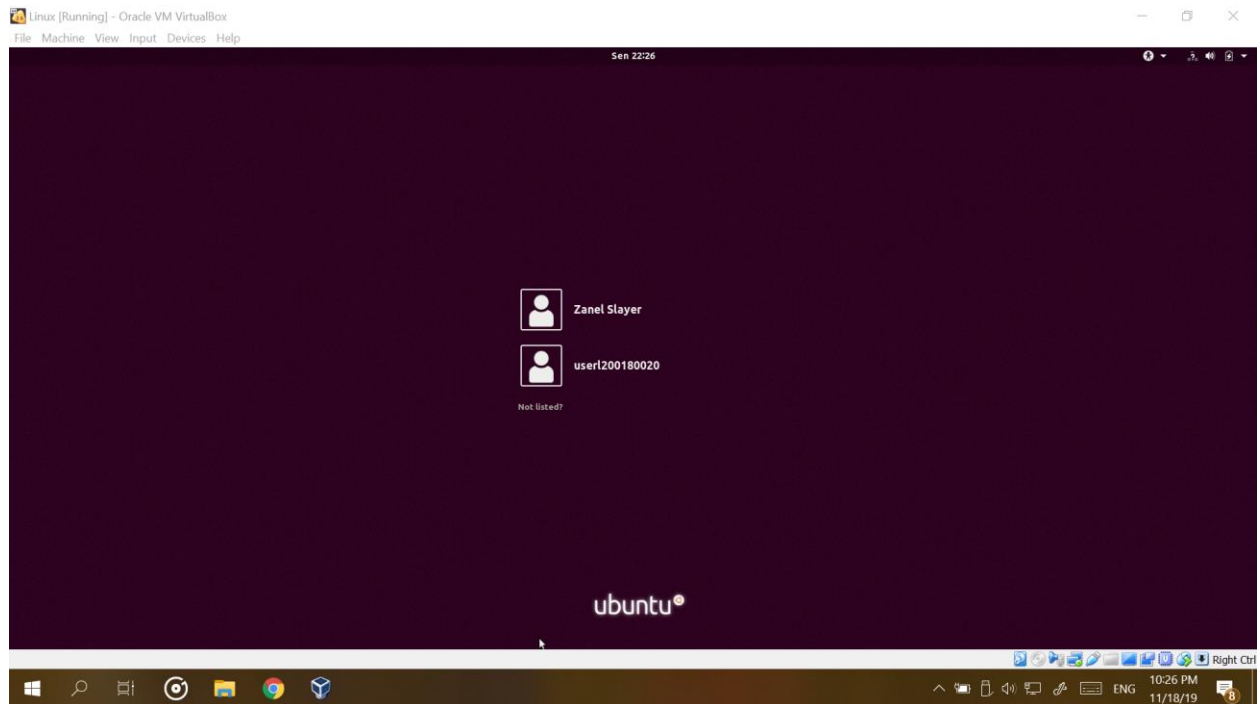 Linux [Running] - Oracle VM VirtualBox
File Machine View Input Devices Help
Sen 22:26
Zanel Slayer
userl200180020
Not listed?
ubuntu
Right Ctrl
ENG
10:26 PM
11/18/19
8